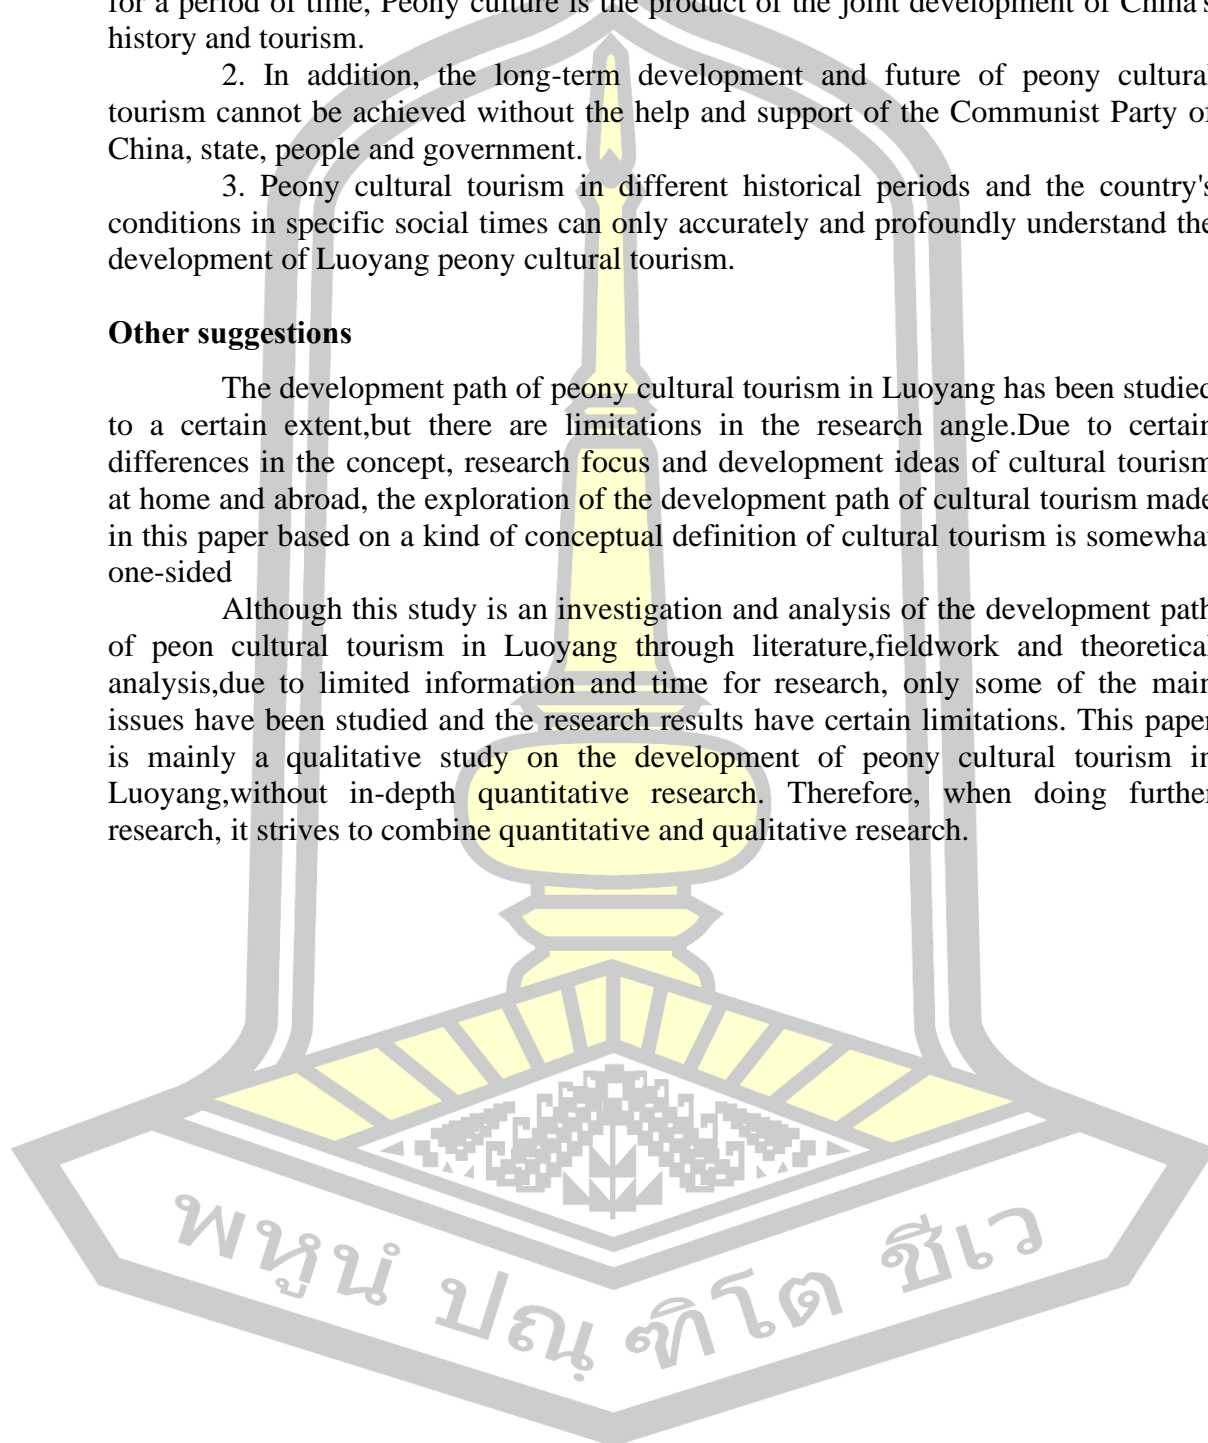 for a period of time, Peony culture is the product of the joint development of China's
history and tourism.
2. In addition, the long-term development and future of peony cultural
tourism cannot be achieved without the help and support of the Communist Party of
China, state, people and government.
3. Peony cultural tourism in different historical periods and the country's
conditions in specific social times can only accurately and profoundly understand the
development of Luoyang peony cultural tourism.
Other suggestions
The development path of peony cultural tourism in Luoyang has been studied
to a certain extent,but there are limitations in the research angle.Due to certain
differences in the concept, research focus and development ideas of cultural tourism
at home and abroad, the exploration of the development path of cultural tourism made
in this paper based on a kind of conceptual definition of cultural tourism is somewhat
one-sided
Although this study is an investigation and analysis of the development path
of peon cultural tourism in Luoyang through literature,fieldwork and theoretical
analysis,due to limited information and time for research, only some of the main
issues have been studied and the research results have certain limitations. This paper
is mainly a qualitative study on the development of peony cultural tourism in
Luoyang,without in-depth quantitative research. Therefore, when doing further
research, it strives to combine quantitative and qualitative research.
พหูนํ ปณฺ ฑิโต ชีเว